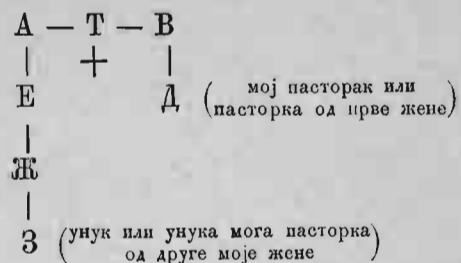 А — Т — В
+
Е Д (мој пасторак или
пасторка од прве жене)
Ж
З (унук или унука мога пасторка
од друге моје жене)